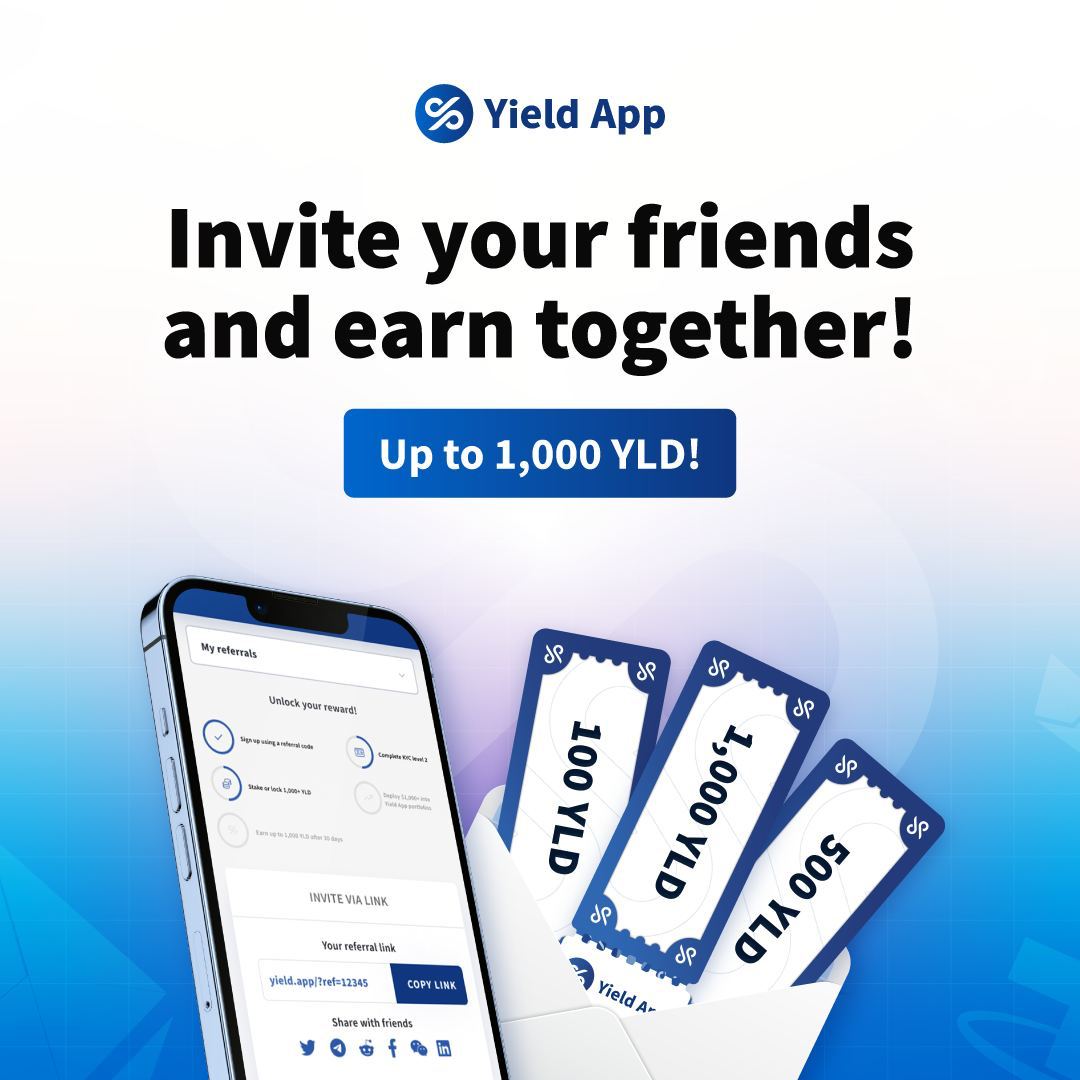 Yield App
Invite your friends
and earn together!
Up to 1,000 YLD!
My referrals
Unlock your reward!
Sign up using a referral code
Complete KYC level 2
Stake or lock 1,000+ YLD
Deploy $1,000+ into
Yield App portfolios
Earn up to 1,000 YLD after 30 days
INVITE VIA LINK
Your referral link
yield.app/?ref=12345
COPY LINK
Share with friends
100 YLD
1,000 YLD
500 YLD
Yield Ap